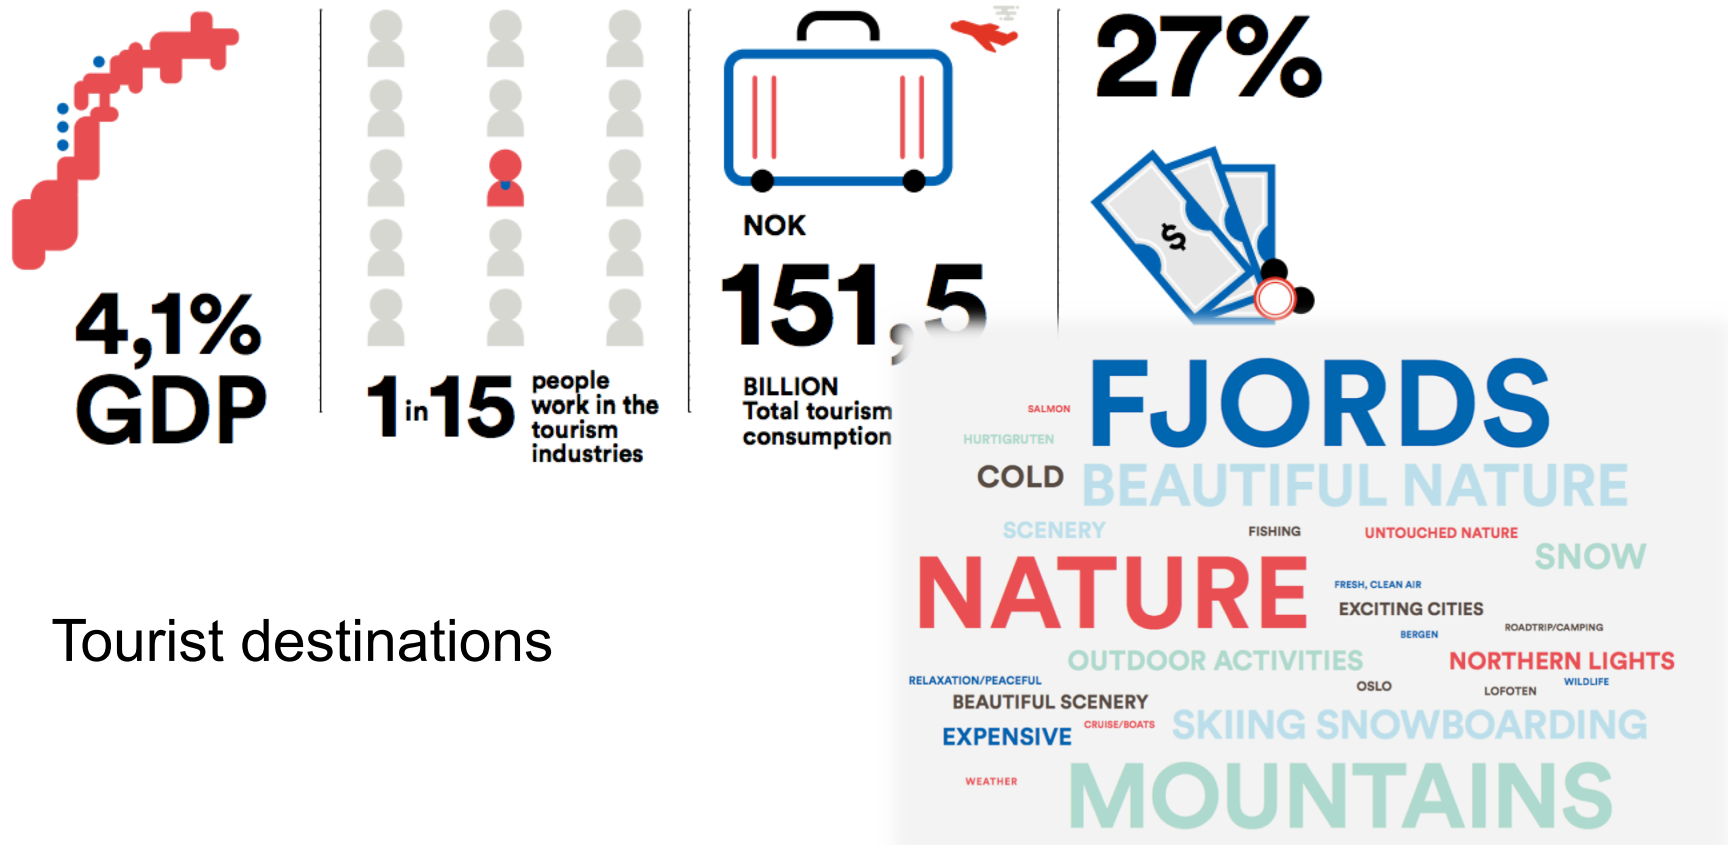 4,1%
GDP
1 in 15
people
work in the
tourism
industries
NOK
151,5
BILLION
Total tourism
consumption
27%
$
FJORDS
SALMON
HURTIGRUTEN
COLD
BEAUTIFUL NATURE
SCENERY
FISHING
UNTOUCHED NATURE
SNOW
NATURE
FRESH, CLEAN AIR
EXCITING CITIES
ROADTRIP/CAMPING
BERGEN
OUTDOOR ACTIVITIES
NORTHERN LIGHTS
RELAXATION/PEACEFUL
OSLO
LOFOTEN
WILDLIFE
BEAUTIFUL SCENERY
EXPENSIVE
CRUISE/BOATS
SKIING SNOWBOARDING
WEATHER
MOUNTAINS
Tourist destinations